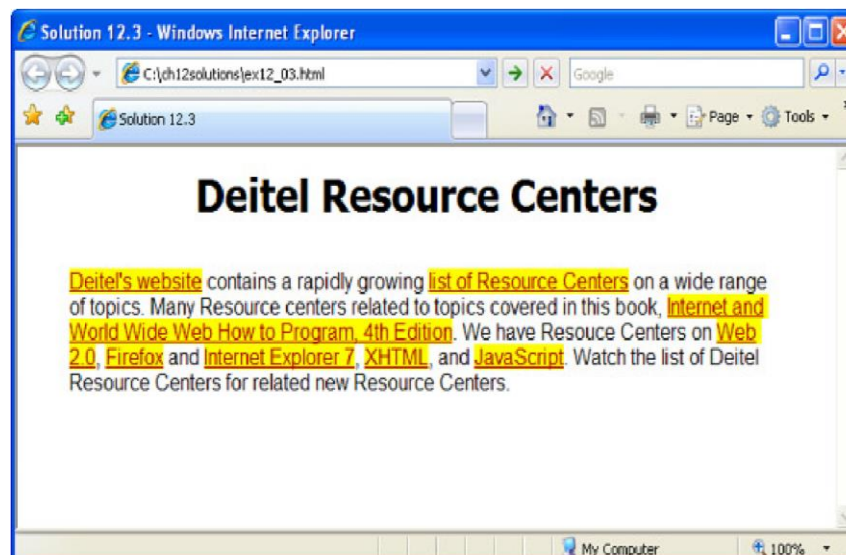 Solution 12.3 - Windows Internet Explorer
C:\ch12solutions\ex12_03.html
Google
Solution 12.3
Page
Tools
Deitel Resource Centers
Deitel's website contains a rapidly growing list of Resource Centers on a wide range
of topics. Many Resource centers related to topics covered in this book, Internet and
World Wide Web How to Program, 4th Edition. We have Resouce Centers on Web
2.0, Firefox and Internet Explorer 7, XHTML, and JavaScript. Watch the list of Deitel
Resource Centers for related new Resource Centers.
My Computer
100%